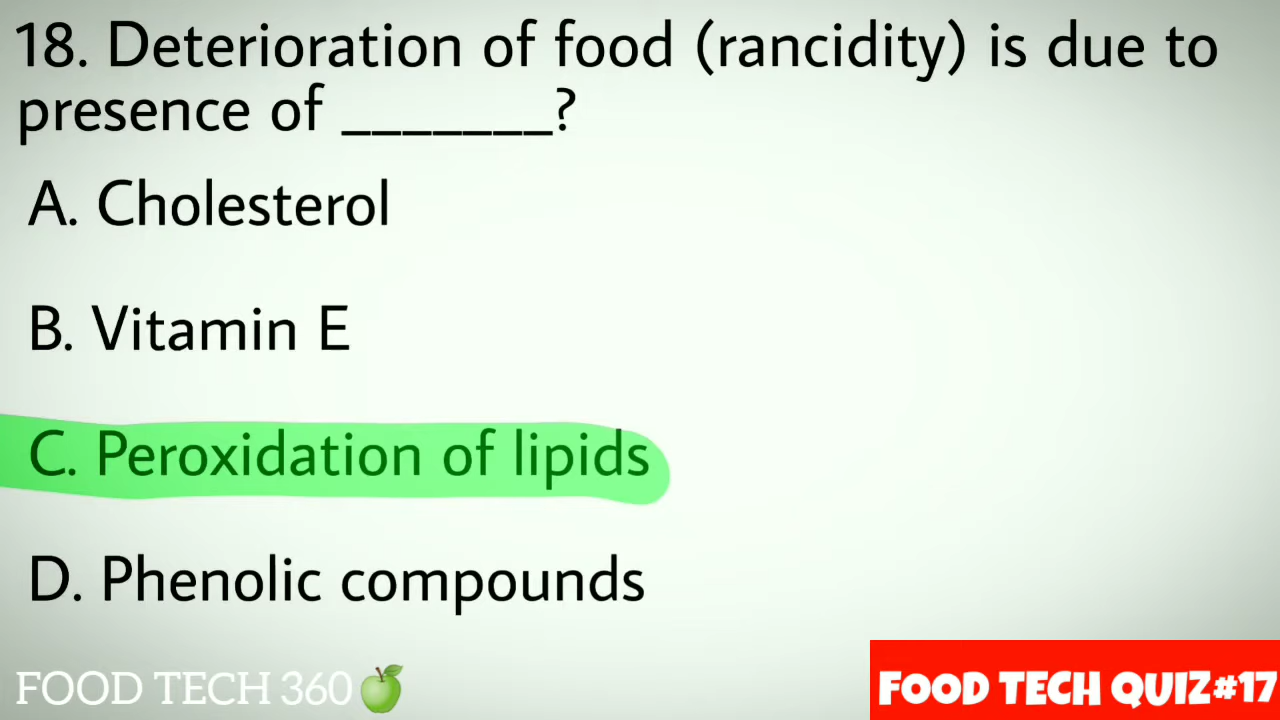 18. Deterioration of food (rancidity) is due to
presence of _______?
A. Cholesterol
B. Vitamin E
C. Peroxidation of lipids
D. Phenolic compounds
FOOD TECH 360
FOOD TECH QUIZ#17